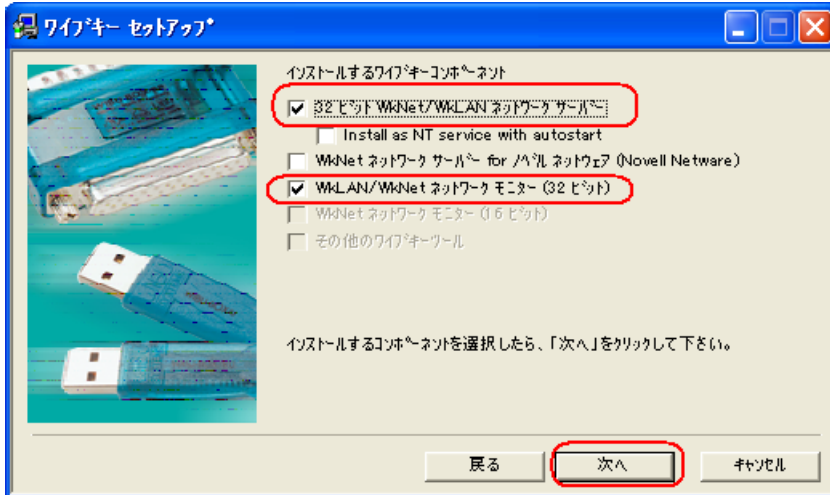 ワイブキー セットアップ
インストールするワイブキーコンポーネント
32 ビット WkNet/WkLAN ネットワーク サーバー
Install as NT service with autostart
WkNet ネットワーク サーバー for ノベル ネットウェア (Novell Netware)
WkLAN/WkNet ネットワーク モニター (32 ビット)
WkNet ネットワーク モニター (16 ビット)
その他のワイブキーツール
インストールするコンポーネントを選択したら、「次へ」をクリックして下さい。
戻る
次へ
キャンセル